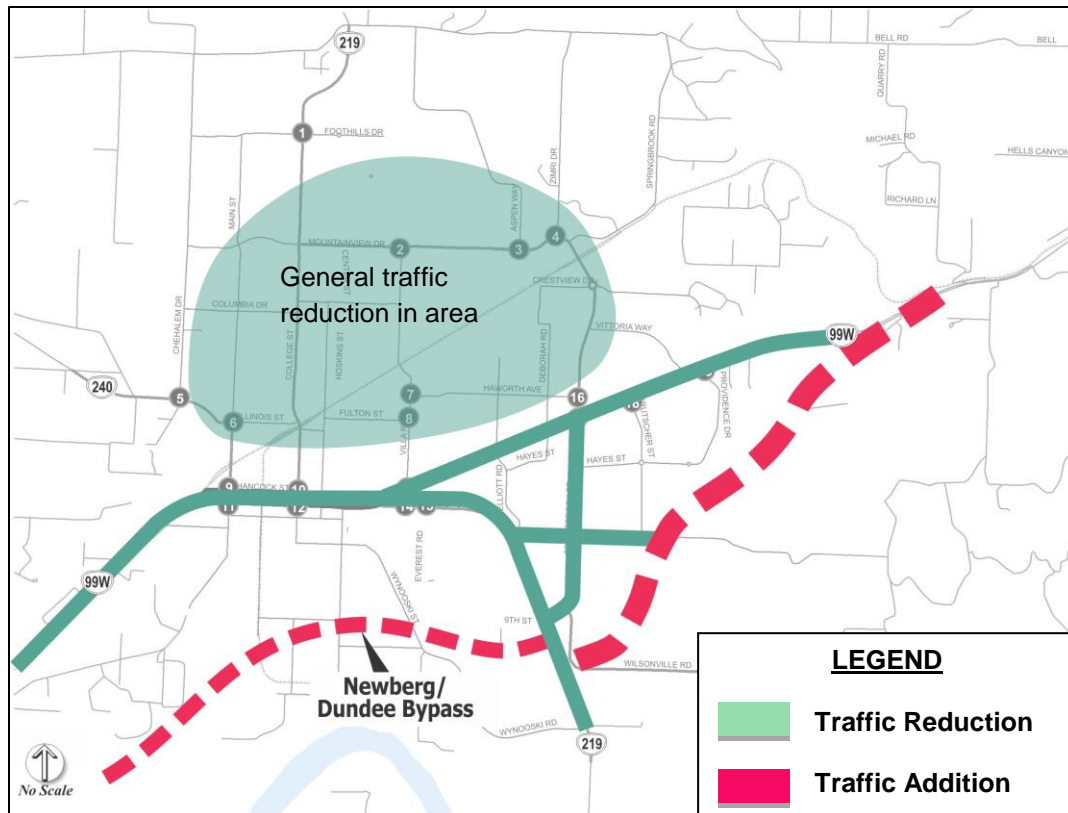 219
BELL RD
BELL
QUARRY RD
1
FOOTHILLS DR
MICHAEL RD
HELLS CANYON
ZIMRI DR
SPRINGBROOK RD
RICHARD LN
MAIN ST
ASPEN WAY
MOUNTAINVIEW DR
2
3
4
General traffic
reduction in area
CRESTVIEW DR
COLUMBIA DR
CHEHALEM DR
COLLEGE ST
HOSKINS ST
DEBORAH RD
VITTORIA WAY
99W
240
5
6
ILLINOIS ST
FULTON ST
7
8
HAWORTH AVE
16
18
PROVIDENCE DR
HAYES ST
HAYES ST
ELLIOTT RD
9
HANCOCK ST
10
11
12
14
15
EVEREST RD
99W
WYNOOSKI ST
9TH ST
WILSONVILLE RD
Newberg/
Dundee Bypass
WYNOOSKI RD
219
No Scale
LEGEND
Traffic Reduction
Traffic Addition